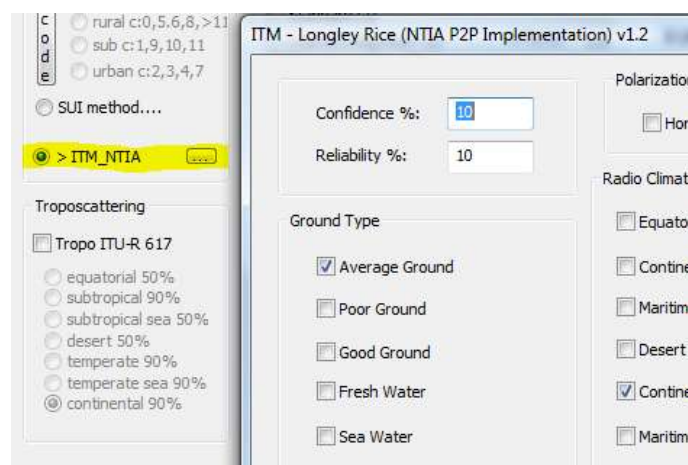 code
rural c:0,5.6,8,>11
sub c:1,9,10,11
urban c:2,3,4,7
SUI method....
> ITM_NTIA
...
Troposcattering
Tropo ITU-R 617
equatorial 50%
subtropical 90%
subtropical sea 50%
desert 50%
temperate 90%
temperate sea 90%
continental 90%
ITM - Longley Rice (NTIA P2P Implementation) v1.2
Confidence %: 10
Reliability %: 10
Ground Type
Average Ground
Poor Ground
Good Ground
Fresh Water
Sea Water
Polarizatio
Hor
Radio Climat
Equato
Contine
Maritim
Desert
Contine
Maritim